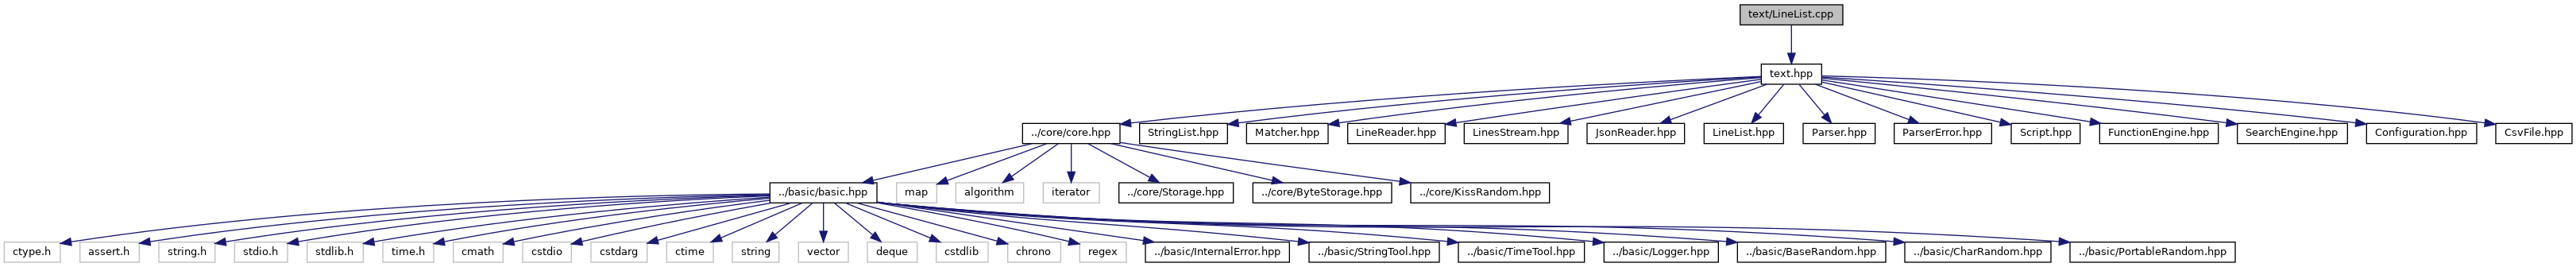 text/LineList.cpp
text.hpp
../core/core.hpp
StringList.hpp
Matcher.hpp
LineReader.hpp
LinesStream.hpp
JsonReader.hpp
LineList.hpp
Parser.hpp
ParserError.hpp
Script.hpp
FunctionEngine.hpp
SearchEngine.hpp
Configuration.hpp
CsvFile.hpp
../basic/basic.hpp
map
algorithm
iterator
../core/Storage.hpp
../core/ByteStorage.hpp
../core/KissRandom.hpp
ctype.h
assert.h
string.h
stdio.h
stdlib.h
time.h
cmath
cstdio
cstdarg
ctime
string
vector
deque
cstdlib
chrono
regex
../basic/InternalError.hpp
../basic/StringTool.hpp
../basic/TimeTool.hpp
../basic/Logger.hpp
../basic/BaseRandom.hpp
../basic/CharRandom.hpp
../basic/PortableRandom.hpp